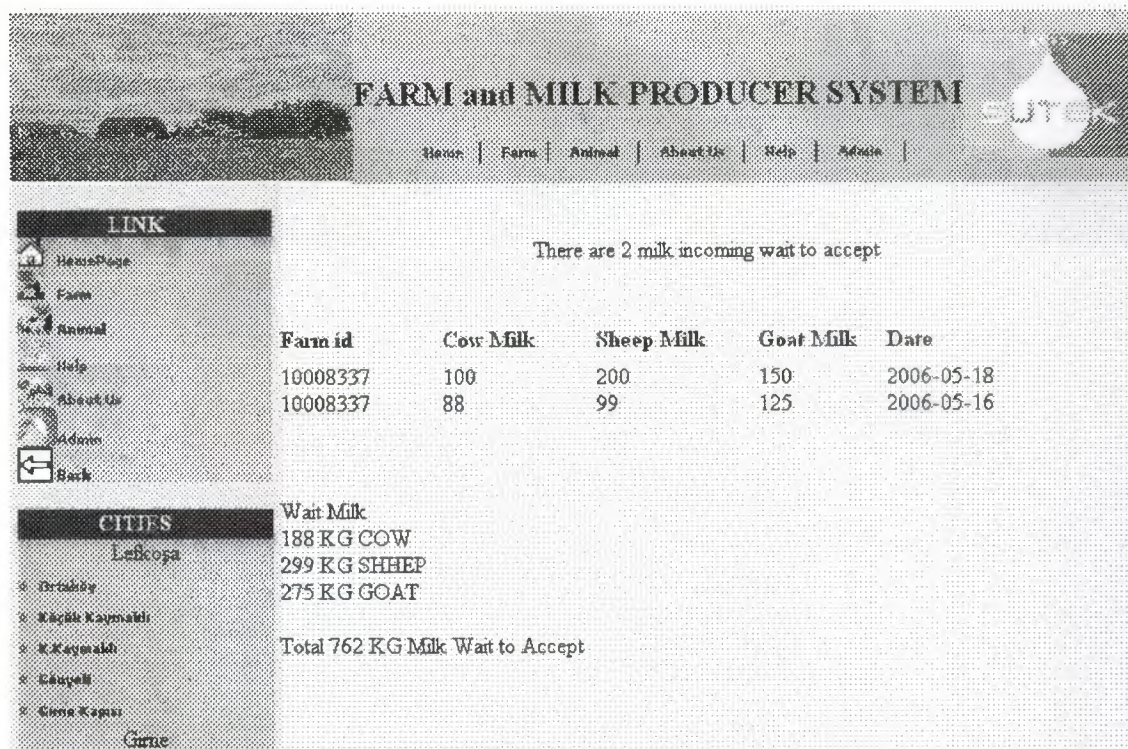 FARM and MILK PRODUCER SYSTEM
SÜTEK
Home | Farm | Animal | About Us | Help | Admin |
LINK
HomePage
Farm
Animal
Help
About Us
Admin
Back
There are 2 milk incoming wait to accept
Farm id Cow Milk Sheep Milk Goat Milk Date
10008337 100 200 150 2006-05-18
10008337 88 99 125 2006-05-16
Wait Milk
188 KG COW
299 KG SHHEP
275 KG GOAT
Total 762 KG Milk Wait to Accept
CITIES
Lefkoşa
Ortaköy
Küçük Kaymaklı
K.Kaymaklı
Gönyeli
Girne Kapısı
Girne